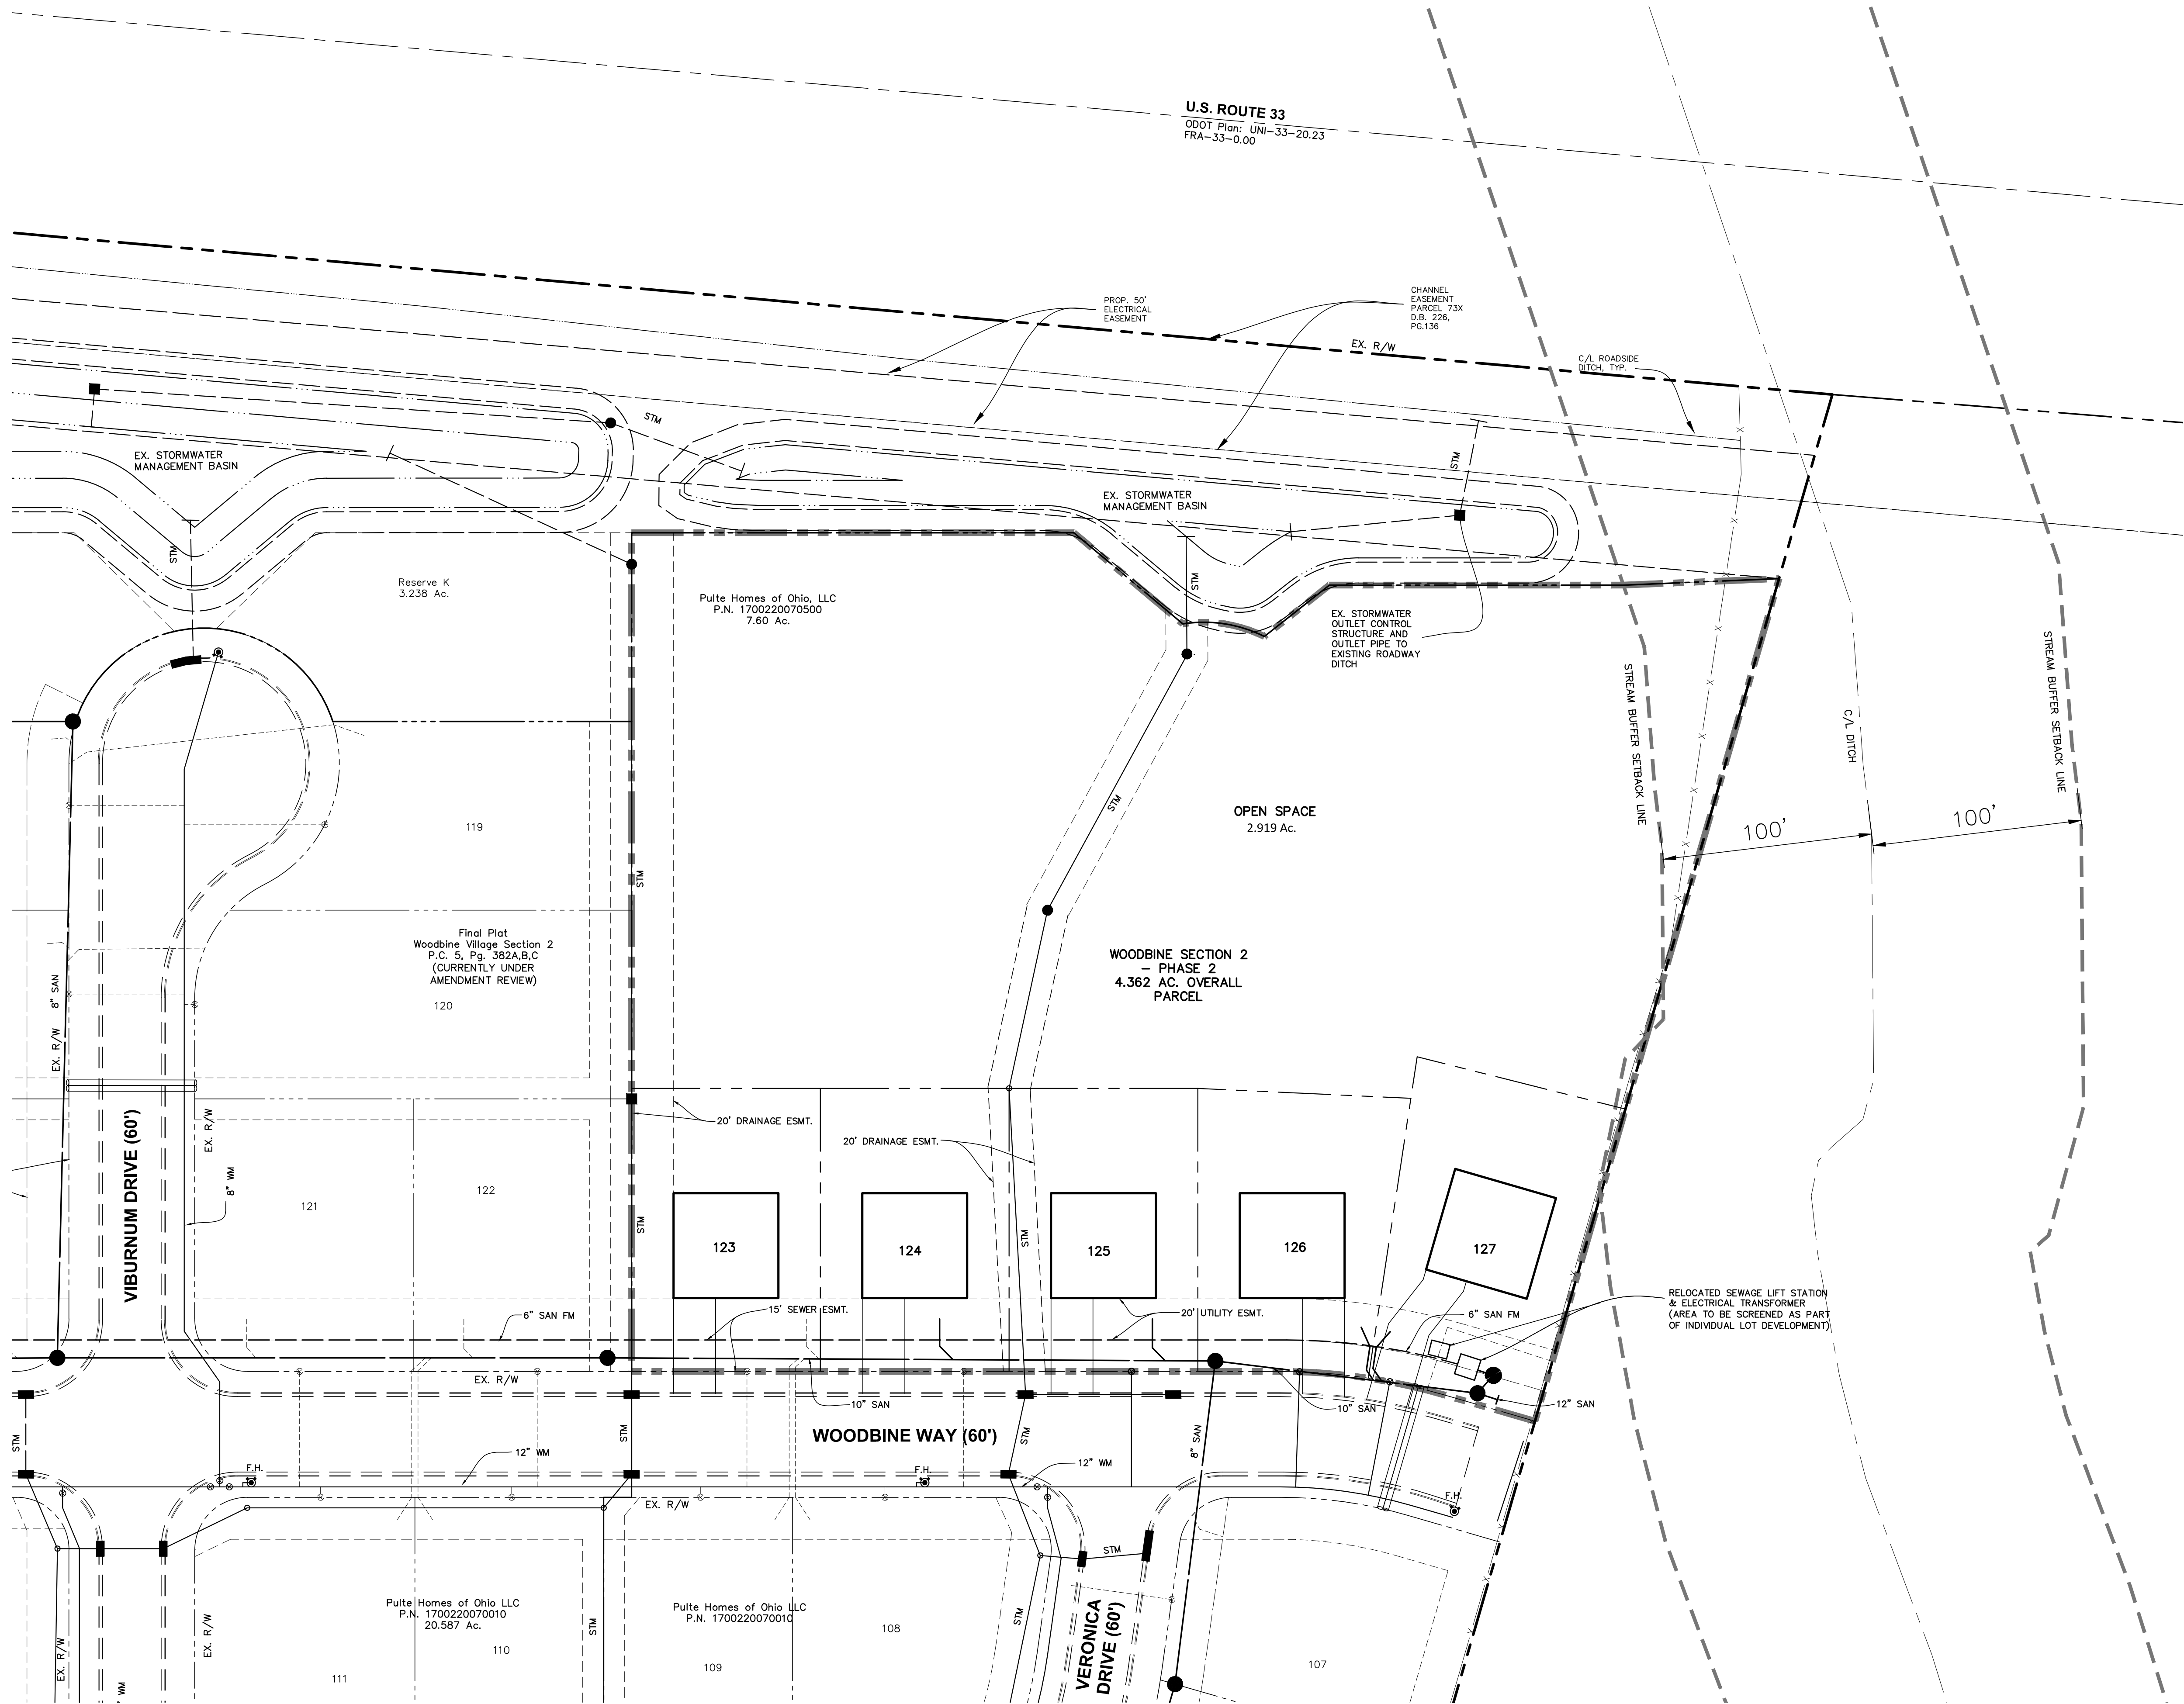 U.S. ROUTE 33
ODOT Plan: UNI-33-20.23
FRA-33-0.00
PROP. 50'
ELECTRICAL
EASEMENT
CHANNEL
EASEMENT
PARCEL 73X
D.B. 226,
PG.136
EX. R/W
C/L ROADSIDE
DITCH, TYP.
STM
EX. STORMWATER
MANAGEMENT BASIN
STM
EX. STORMWATER
MANAGEMENT BASIN
STM
STM
Reserve K
3.238 Ac.
Pulte Homes of Ohio, LLC
P.N. 1700220070500
7.60 Ac.
EX. STORMWATER
OUTLET CONTROL
STRUCTURE AND
OUTLET PIPE TO
EXISTING ROADWAY
DITCH
STREAM BUFFER SETBACK LINE
C/L DITCH
STREAM BUFFER SETBACK LINE
119
STM
STM
OPEN SPACE
2.919 Ac.
100'
100'
Final Plat
Woodbine Village Section 2
P.C. 5, Pg. 382A,B,C
(CURRENTLY UNDER
AMENDMENT REVIEW)
120
WOODBINE SECTION 2
- PHASE 2
4.362 AC. OVERALL
PARCEL
8" SAN
EX. R/W
VIBURNUM DRIVE (60')
EX. R/W
8" WM
20' DRAINAGE ESMT.
20' DRAINAGE ESMT.
121
122
STM
STM
123
124
125
126
127
RELOCATED SEWAGE LIFT STATION
& ELECTRICAL TRANSFORMER
(AREA TO BE SCREENED AS PART
OF INDIVIDUAL LOT DEVELOPMENT)
6" SAN FM
15' SEWER ESMT.
20' UTILITY ESMT.
6" SAN FM
EX. R/W
10" SAN
10" SAN
12" SAN
STM
STM
WOODBINE WAY (60')
STM
8" SAN
12" WM
12" WM
F.H.
F.H.
F.H.
EX. R/W
STM
Pulte Homes of Ohio LLC
P.N. 1700220070010
20.587 Ac.
Pulte Homes of Ohio LLC
P.N. 1700220070010
EX. R/W
EX. R/W
STM
STM
VERONICA
DRIVE (60')
111
110
109
108
107
" WM